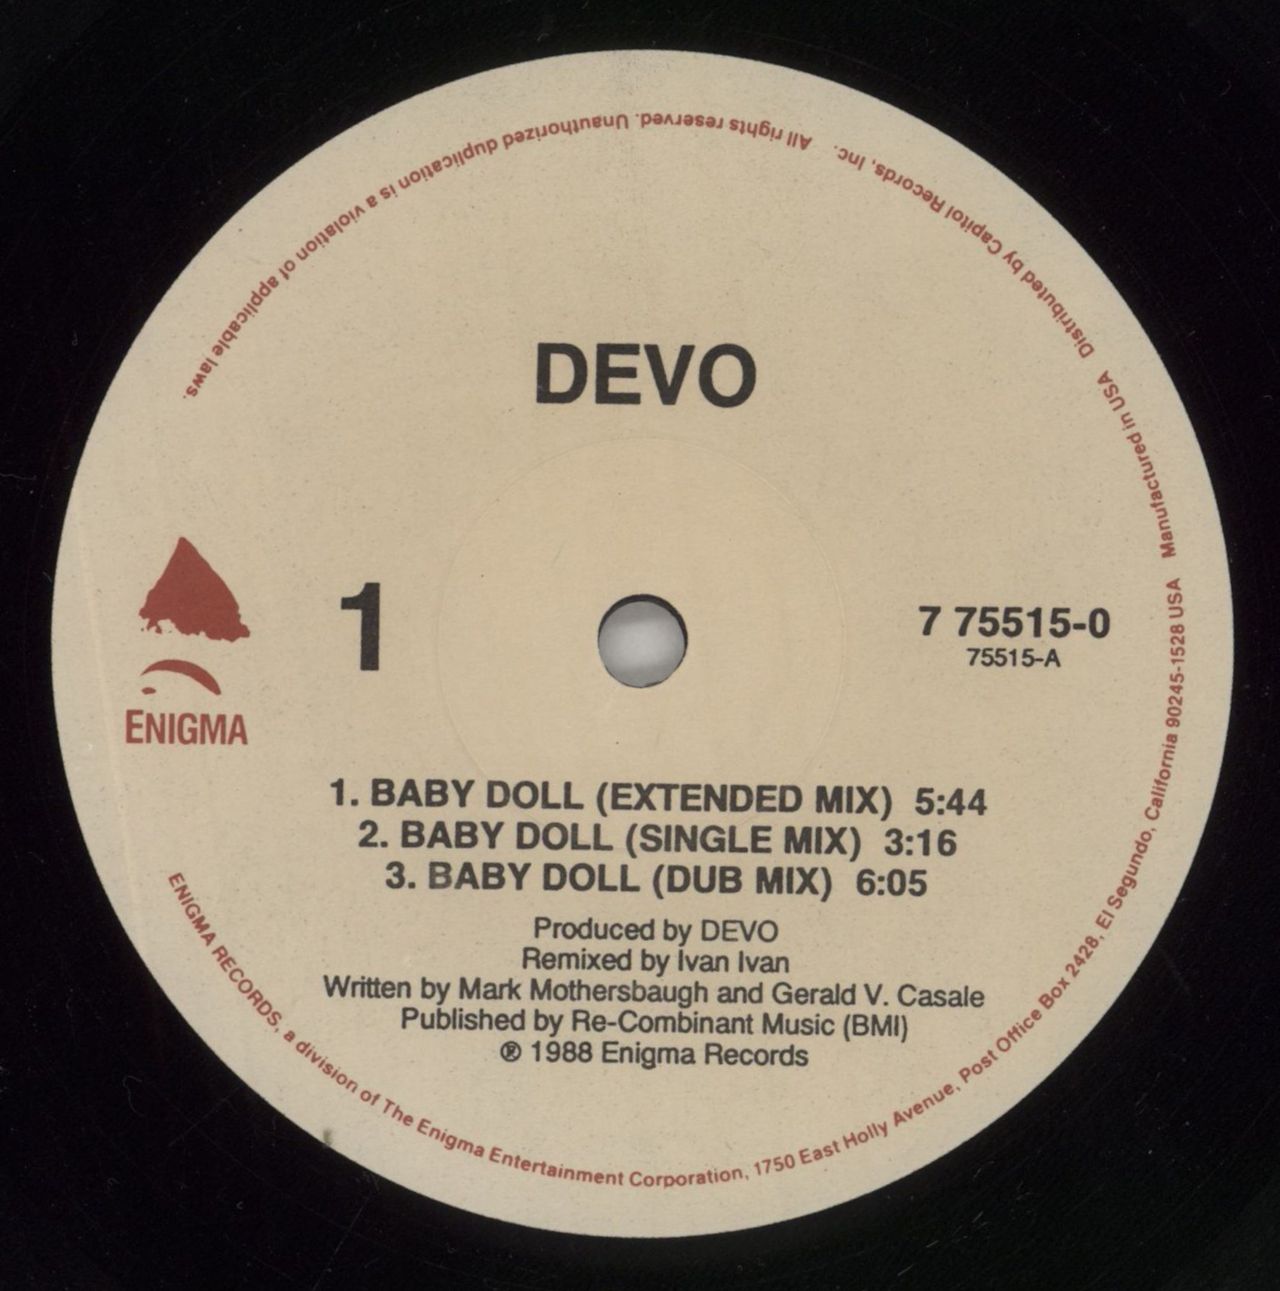 DEVO
1
7 75515-0
75515-A
ENIGMA
1. BABY DOLL (EXTENDED MIX) 5:44
2. BABY DOLL (SINGLE MIX) 3:16
3. BABY DOLL (DUB MIX) 6:05
Produced by DEVO
Remixed by Ivan Ivan
Written by Mark Mothersbaugh and Gerald V. Casale
Published by Re-Combinant Music (BMI)
℗ 1988 Enigma Records
ENIGMA RECORDS, a division of The Enigma Entertainment Corporation, 1750 East Holly Avenue, Post Office Box 2428, El Segundo, California 90245-1528 USA Manufactured in USA Distributed by Capitol Records, Inc. All rights reserved. Unauthorized duplication is a violation of applicable laws.